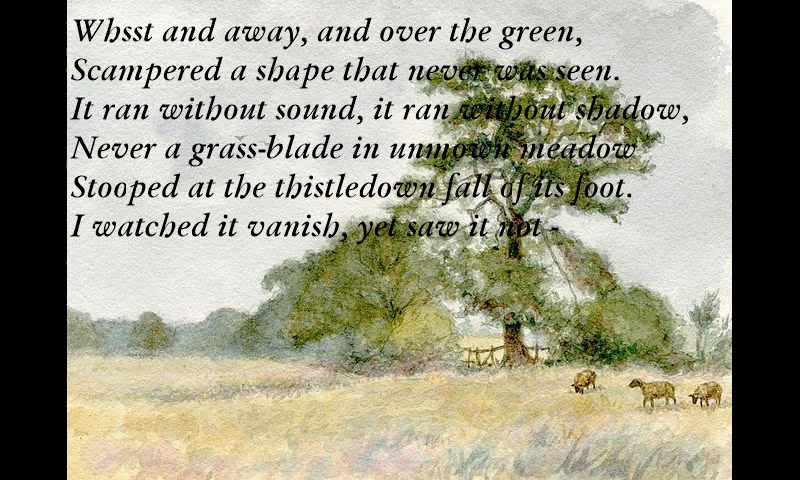 Whsst and away, and over the green,
Scampered a shape that never was seen.
It ran without sound, it ran without shadow,
Never a grass-blade in unmown meadow
Stooped at the thistledown fall of its foot.
I watched it vanish, yet saw it not -